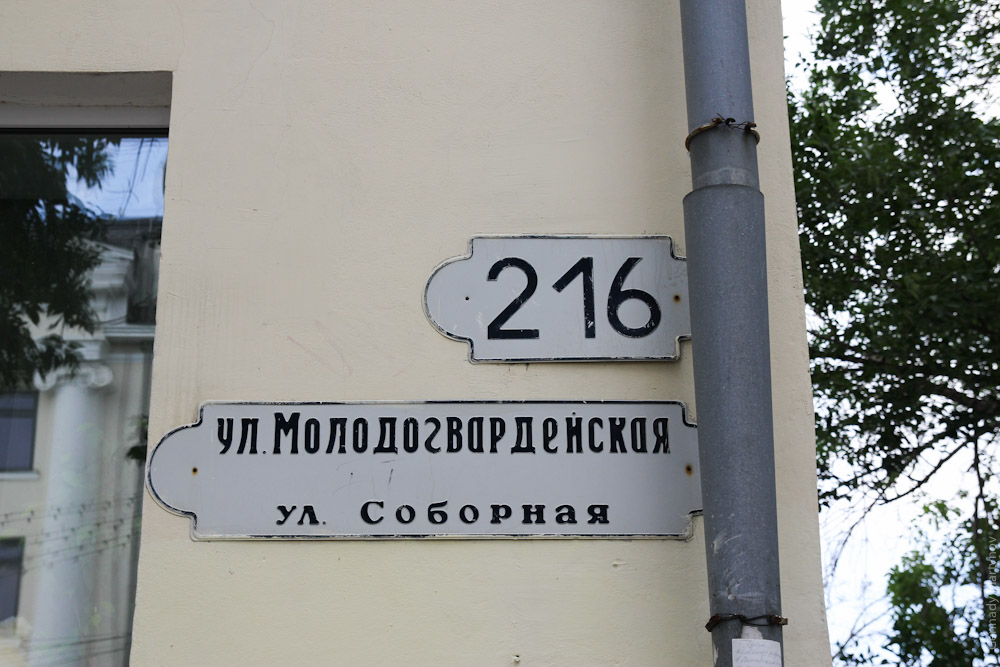 216
ул. Молодогвардейская
ул. Соборная